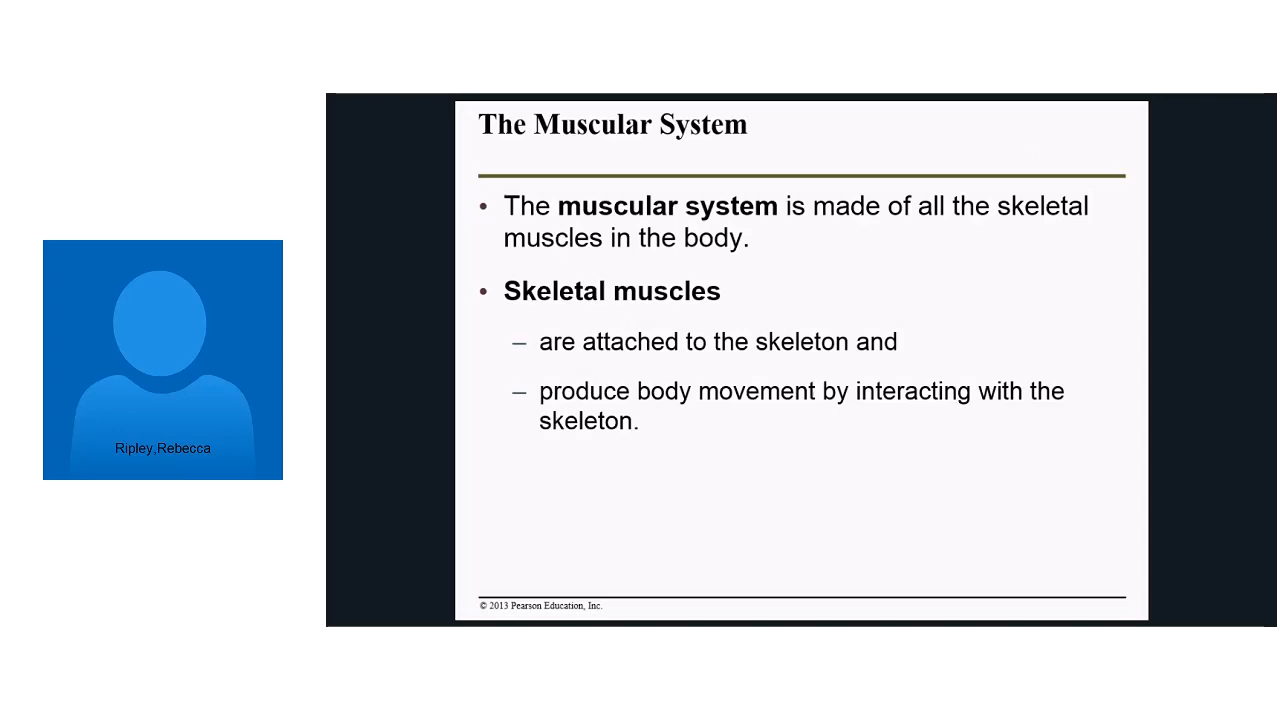 The Muscular System
• The muscular system is made of all the skeletal
muscles in the body.
• Skeletal muscles
– are attached to the skeleton and
– produce body movement by interacting with the
skeleton.
Ripley,Rebecca
© 2013 Pearson Education, Inc.